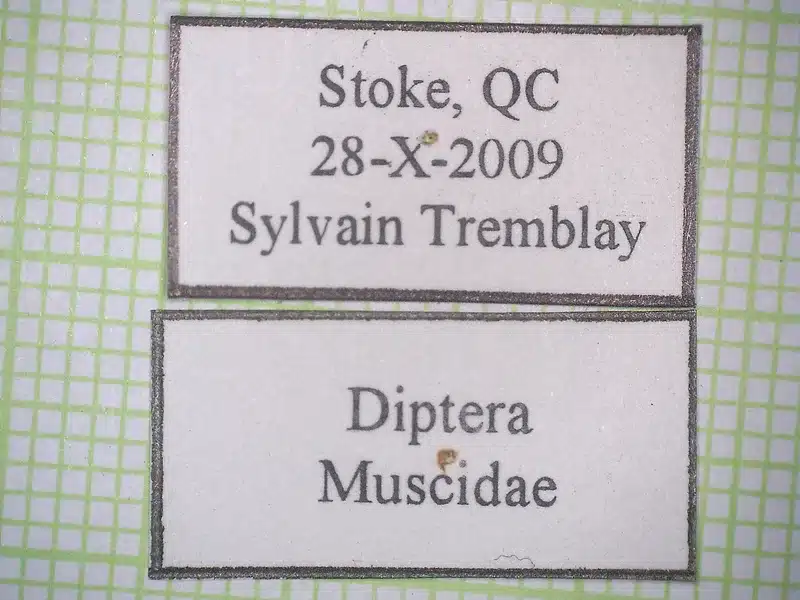 Stoke, QC
28-X-2009
Sylvain Tremblay
Diptera
Muscidae